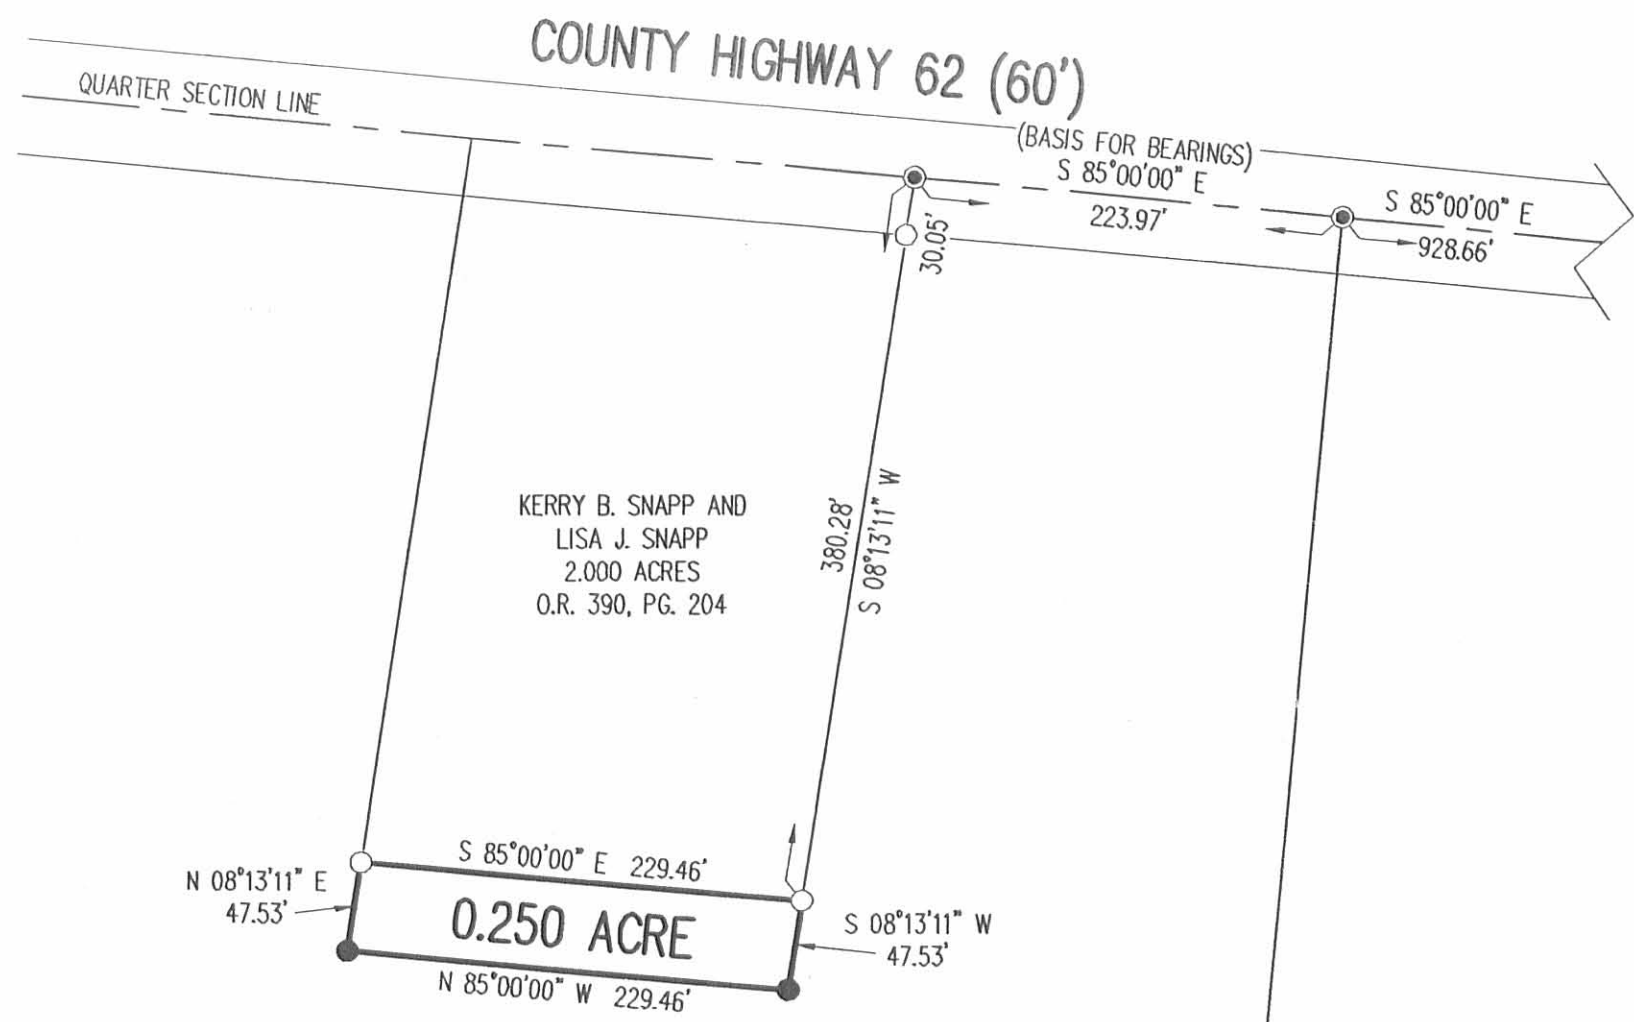 COUNTY HIGHWAY 62 (60')
QUARTER SECTION LINE
(BASIS FOR BEARINGS)
S 85°00'00" E
223.97'
S 85°00'00" E
928.66'
30.05'
380.28'
S 08°13'11" W
KERRY B. SNAPP AND
LISA J. SNAPP
2.000 ACRES
O.R. 390, PG. 204
S 85°00'00" E 229.46'
N 08°13'11" E
47.53'
0.250 ACRE
S 08°13'11" W
47.53'
N 85°00'00" W 229.46'